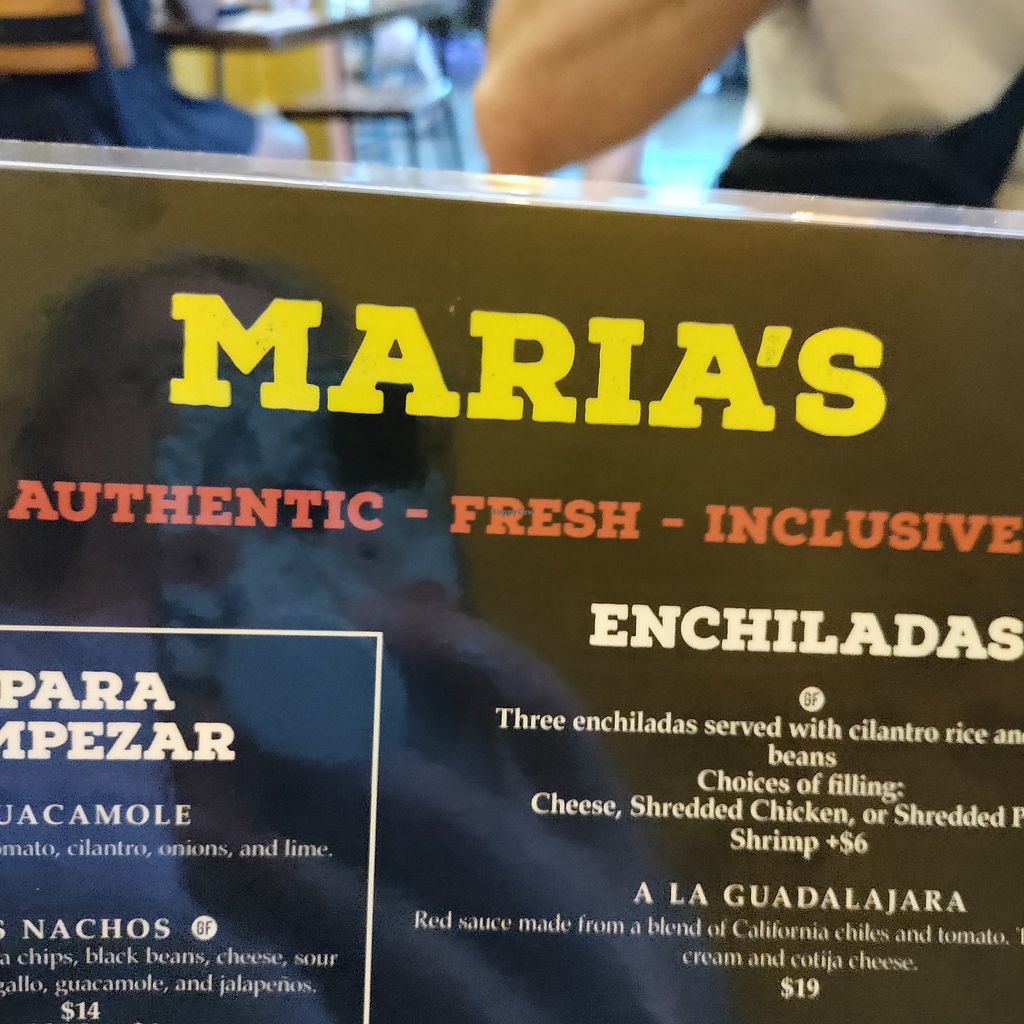 MARIA'S
AUTHENTIC - FRESH - INCLUSIVE
PARA
MPEZAR
UACAMOLE
omato, cilantro, onions, and lime.
S NACHOS GF
a chips, black beans, cheese, sour
gallo, guacamole, and jalapeños.
$14
ENCHILADAS
GF
Three enchiladas served with cilantro rice and
beans
Choices of filling:
Cheese, Shredded Chicken, or Shredded P
Shrimp +$6
A LA GUADALAJARA
Red sauce made from a blend of California chiles and tomato.
cream and cotija cheese.
$19